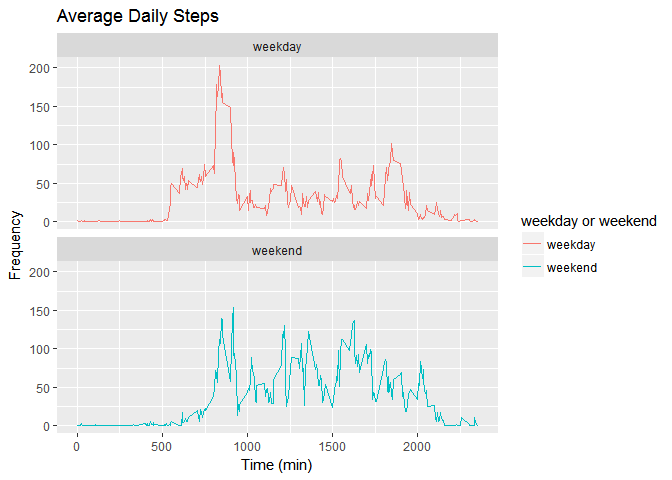 Average Daily Steps
weekday
200
150
100
50
0
weekend
200
150
100
50
0
0 500 1000 1500 2000
Time (min)
Frequency
weekday or weekend
weekday
weekend